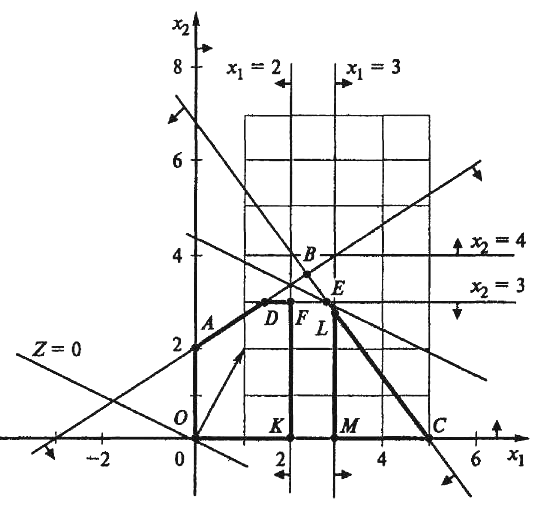 x₂
8
x₁ = 2
x₁ = 3
6
B
x₂ = 4
4
E
x₂ = 3
A
D
F
L
Z = 0
2
O
K
M
C
−2
0
2
4
6
x₁